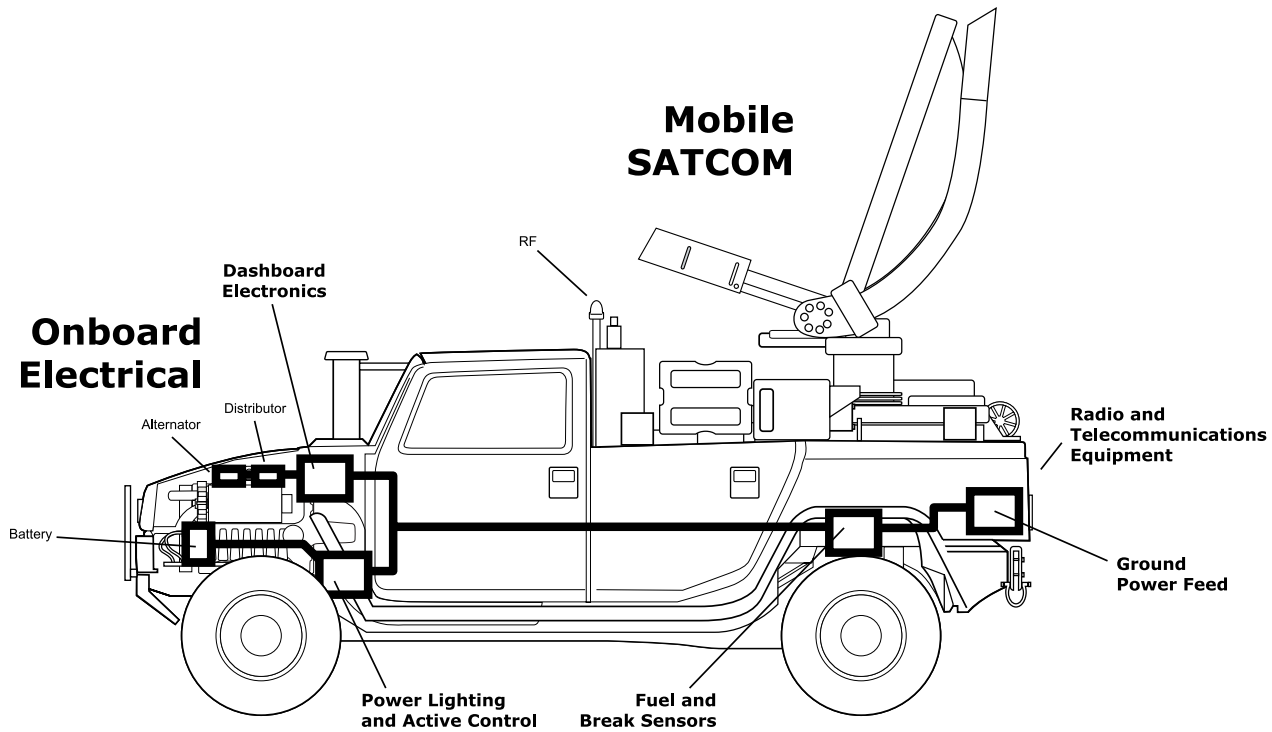 Mobile
SATCOM
RF
Dashboard
Electronics
Onboard
Electrical
Distributor
Alternator
Radio and
Telecommunications
Equipment
Battery
Ground
Power Feed
Power Lighting
and Active Control
Fuel and
Break Sensors